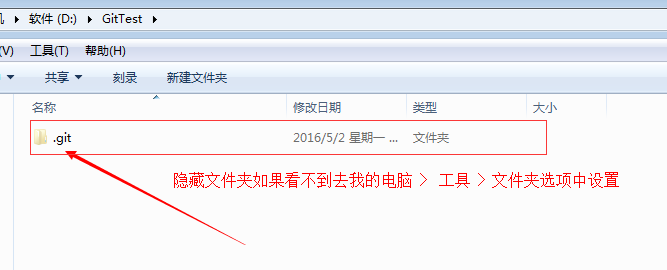 软件 (D:) ▸ GitTest ▸
(V) 工具(T) 帮助(H)
共享 刻录 新建文件夹
名称 修改日期 类型 大小
.git 2016/5/2 星期一 ... 文件夹
隐藏文件夹如果看不到去我的电脑 > 工具 > 文件夹选项中设置